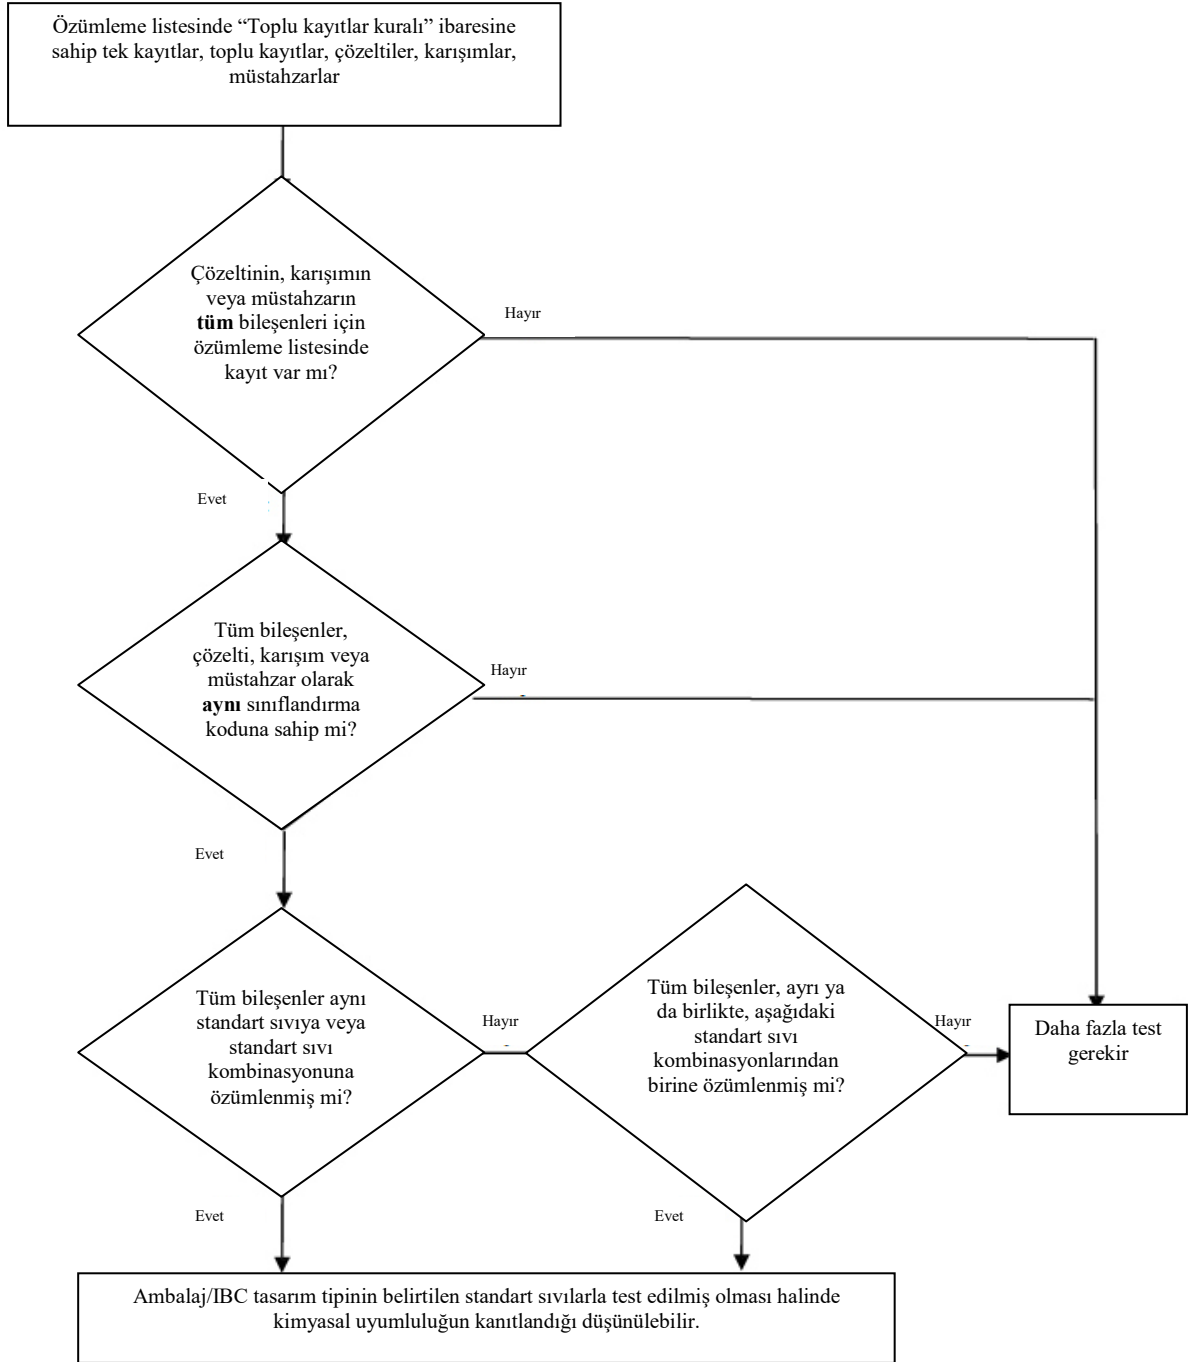 Özümleme listesinde “Toplu kayıtlar kuralı” ibaresine
sahip tek kayıtlar, toplu kayıtlar, çözeltiler, karışımlar,
müstahzarlar
Çözeltinin, karışımın
veya müstahzarın
tüm bileşenleri için
özümleme listesinde
kayıt var mı?
Hayır
Evet
Tüm bileşenler,
çözelti, karışım veya
müstahzar olarak
aynı sınıflandırma
koduna sahip mi?
Hayır
Evet
Tüm bileşenler aynı
standart sıvıya veya
standart sıvı
kombinasyonuna
özümlenmiş mi?
Hayır
Evet
Tüm bileşenler, ayrı ya
da birlikte, aşağıdaki
standart sıvı
kombinasyonlarından
birine özümlenmiş mi?
Hayır
Evet
Daha fazla test
gerekir
Ambalaj/IBC tasarım tipinin belirtilen standart sıvılarla test edilmiş olması halinde
kimyasal uyumluluğun kanıtlandığı düşünülebilir.